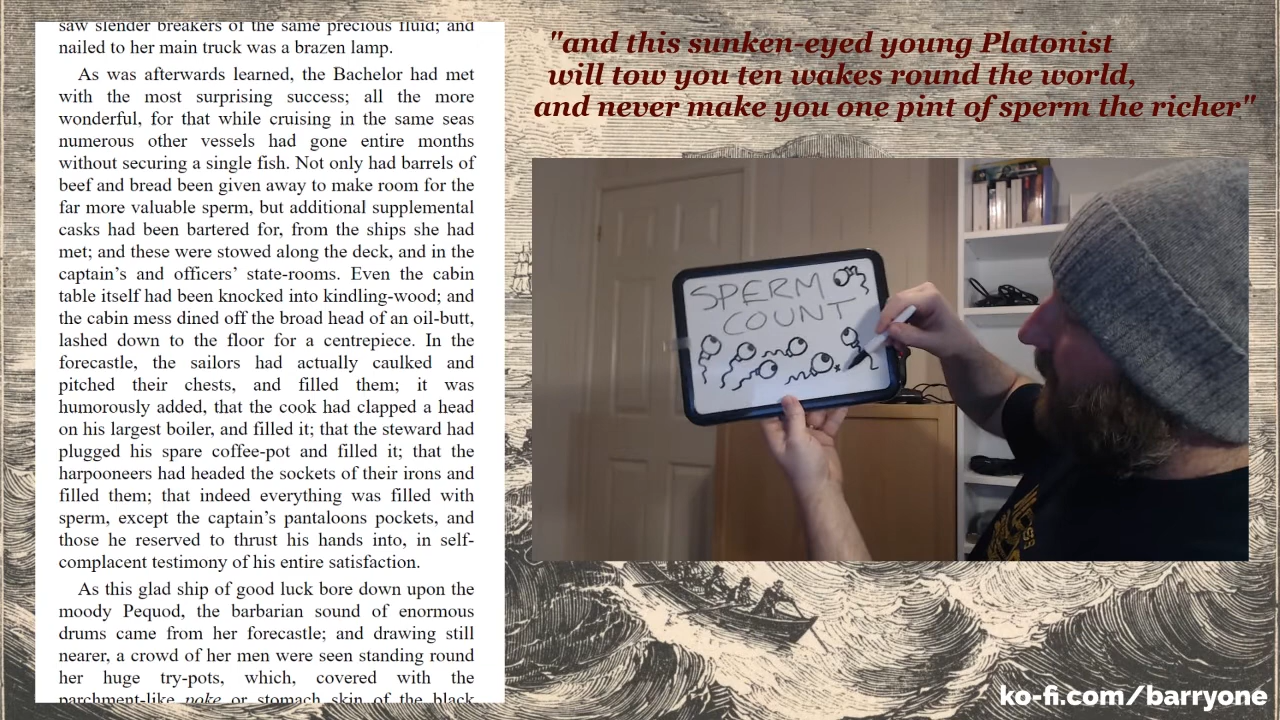 saw slender breakers of the same precious fluid; and
nailed to her main truck was a brazen lamp.
As was afterwards learned, the Bachelor had met
with the most surprising success; all the more
wonderful, for that while cruising in the same seas
numerous other vessels had gone entire months
without securing a single fish. Not only had barrels of
beef and bread been given away to make room for the
far more valuable sperm, but additional supplemental
casks had been bartered for, from the ships she had
met; and these were stowed along the deck, and in the
captain's and officers' state-rooms. Even the cabin
table itself had been knocked into kindling-wood; and
the cabin mess dined off the broad head of an oil-butt,
lashed down to the floor for a centrepiece. In the
forecastle, the sailors had actually caulked and
pitched their chests, and filled them; it was
humorously added, that the cook had clapped a head
on his largest boiler, and filled it; that the steward had
plugged his spare coffee-pot and filled it; that the
harpooneers had headed the sockets of their irons and
filled them; that indeed everything was filled with
sperm, except the captain's pantaloons pockets, and
those he reserved to thrust his hands into, in self-
complacent testimony of his entire satisfaction.
As this glad ship of good luck bore down upon the
moody Pequod, the barbarian sound of enormous
drums came from her forecastle; and drawing still
nearer, a crowd of her men were seen standing round
her huge try-pots, which, covered with the
parchment-like poke or stomach skin of the black
"and this sunken-eyed young Platonist
will tow you ten wakes round the world,
and never make you one pint of sperm the richer"
SPERM
COUNT
ko-fi.com/barryone